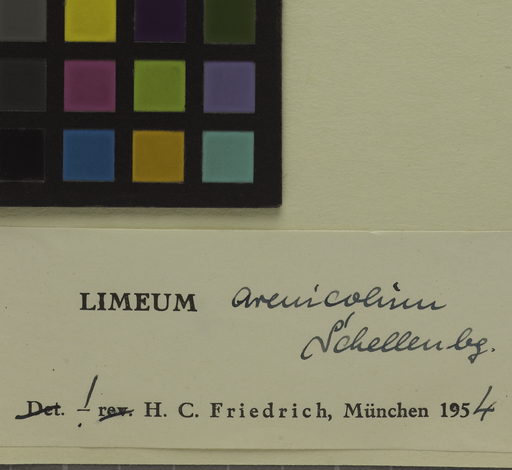 LIMEUM arenicolum
Schellenbg.
Det. – ! rev. H. C. Friedrich, München 1954